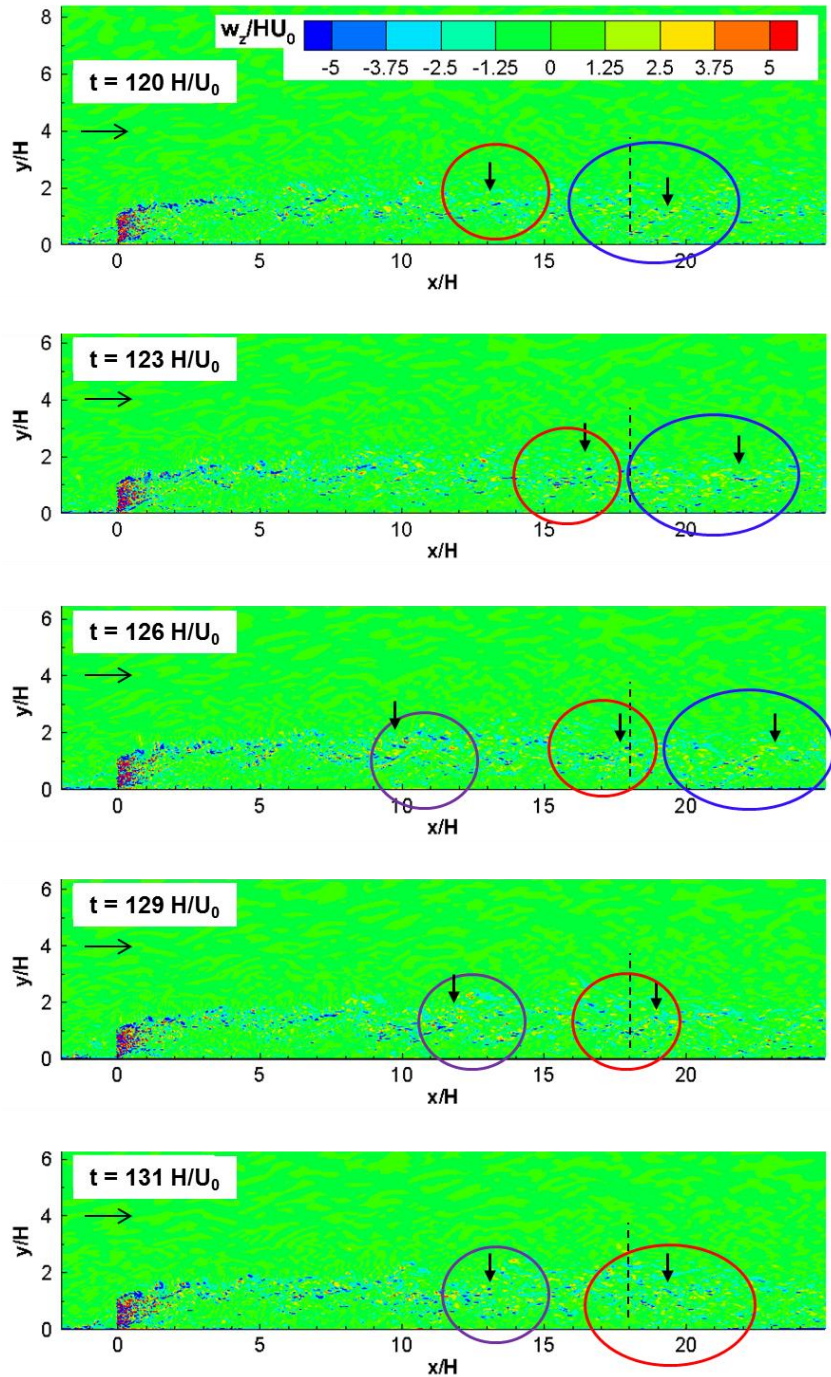 w_z/HU_0
-5 -3.75 -2.5 -1.25 0 1.25 2.5 3.75 5
t = 120 H/U_0
y/H
8
6
4
2
0
0 5 10 15 20
x/H
t = 123 H/U_0
y/H
6
4
2
0
0 5 10 15 20
x/H
t = 126 H/U_0
y/H
6
4
2
0
0 5 10 15 20
x/H
t = 129 H/U_0
y/H
6
4
2
0
0 5 10 15 20
x/H
t = 131 H/U_0
y/H
6
4
2
0
0 5 10 15 20
x/H